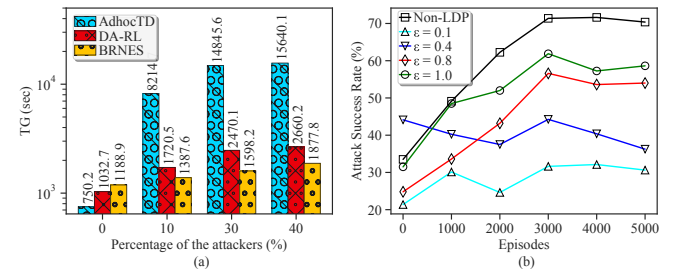 AdhocTD
DA-RL
BRNES
10^4
10^3
TG (sec)
750.2
1032.7
1188.9
8214
1720.5
1387.6
14845.6
2470.1
1598.2
15640.1
2660.2
1877.8
0 10 30 40
Percentage of the attackers (%)
(a)
Non-LDP
ε = 0.1
ε = 0.4
ε = 0.8
ε = 1.0
70
60
50
40
30
20
Attack Success Rate (%)
0 1000 2000 3000 4000 5000
Episodes
(b)